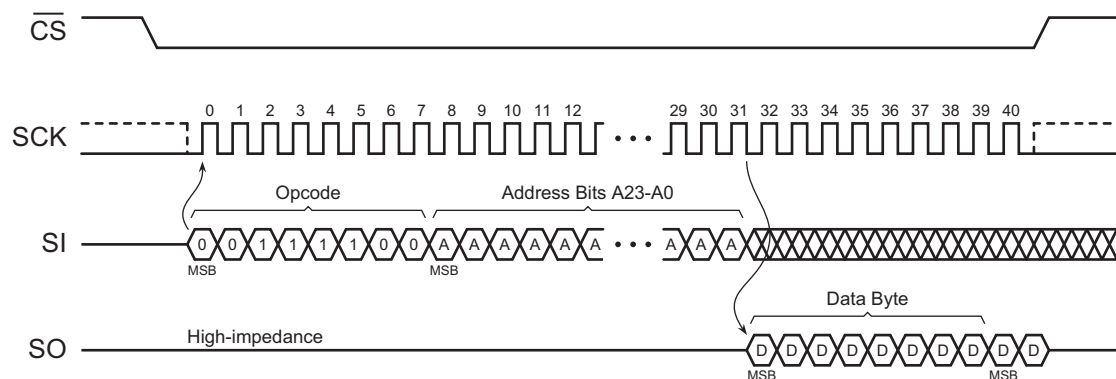 CS
SCK
0 1 2 3 4 5 6 7 8 9 10 11 12 29 30 31 32 33 34 35 36 37 38 39 40
Opcode Address Bits A23-A0
SI
0 0 1 1 1 1 0 0 A A A A A A A A A
MSB MSB
Data Byte
SO
High-impedance
D D D D D D D D D D
MSB MSB